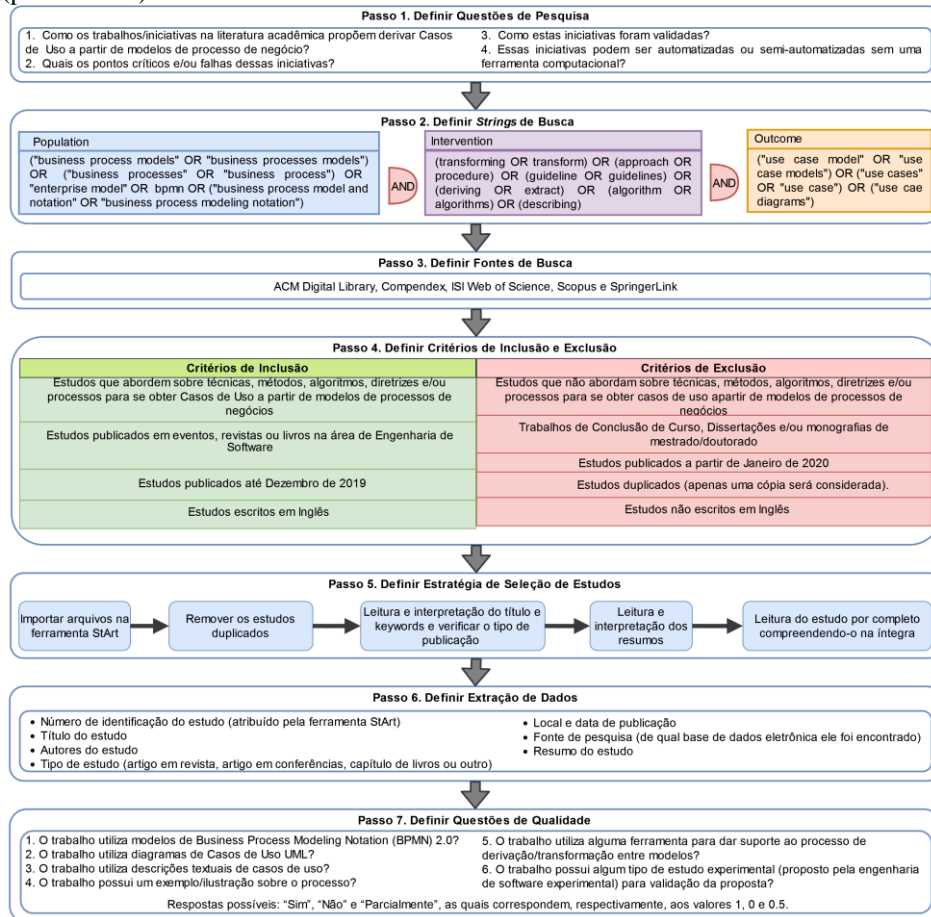 Passo 1. Definir Questões de Pesquisa
1. Como os trabalhos/iniciativas na literatura acadêmica propõem derivar Casos
de Uso a partir de modelos de processo de negócio?
2. Quais os pontos críticos e/ou falhas dessas iniciativas?
3. Como estas iniciativas foram validadas?
4. Essas iniciativas podem ser automatizadas ou semi-automatizadas sem uma
ferramenta computacional?
Passo 2. Definir Strings de Busca
Population
("business process models" OR "business processes models")
OR ("business processes" OR "business process") OR
"enterprise model" OR bpmn OR ("business process model and
notation" OR "business process modeling notation")
AND
Intervention
(transforming OR transform) OR (approach OR
procedure) OR (guideline OR guidelines) OR
(deriving OR extract) OR (algorithm OR
algorithms) OR (describing)
AND
Outcome
("use case model" OR "use
case models") OR ("use cases"
OR "use case") OR ("use cae
diagrams")
Passo 3. Definir Fontes de Busca
ACM Digital Library, Compendex, ISI Web of Science, Scopus e SpringerLink
Passo 4. Definir Critérios de Inclusão e Exclusão
Critérios de Inclusão
Estudos que abordem sobre técnicas, métodos, algoritmos, diretrizes e/ou
processos para se obter Casos de Uso a partir de modelos de processos de
negócios
Estudos publicados em eventos, revistas ou livros na área de Engenharia de
Software
Estudos publicados até Dezembro de 2019
Estudos escritos em Inglês
Critérios de Exclusão
Estudos que não abordam sobre técnicas, métodos, algoritmos, diretrizes e/ou
processos para se obter casos de uso apartir de modelos de processos de
negócios
Trabalhos de Conclusão de Curso, Dissertações e/ou monografias de
mestrado/doutorado
Estudos publicados a partir de Janeiro de 2020
Estudos duplicados (apenas uma cópia será considerada).
Estudos não escritos em Inglês
Passo 5. Definir Estratégia de Seleção de Estudos
Importar arquivos na
ferramenta StArt
Remover os estudos
duplicados
Leitura e interpretação do título e
keywords e verificar o tipo de
publicação
Leitura e
interpretação dos
resumos
Leitura do estudo por completo
compreendendo-o na íntegra
Passo 6. Definir Extração de Dados
• Número de identificação do estudo (atribuído pela ferramenta StArt)
• Título do estudo
• Autores do estudo
• Tipo de estudo (artigo em revista, artigo em conferências, capítulo de livros ou outro)
• Local e data de publicação
• Fonte de pesquisa (de qual base de dados eletrônica ele foi encontrado)
• Resumo do estudo
Passo 7. Definir Questões de Qualidade
1. O trabalho utiliza modelos de Business Process Modeling Notation (BPMN) 2.0?
2. O trabalho utiliza diagramas de Casos de Uso UML?
3. O trabalho utiliza descrições textuais de casos de uso?
4. O trabalho possui um exemplo/ilustração sobre o processo?
5. O trabalho utiliza alguma ferramenta para dar suporte ao processo de
derivação/transformação entre modelos?
6. O trabalho possui algum tipo de estudo experimental (proposto pela engenharia
de software experimental) para validação da proposta?
Respostas possíveis: “Sim”, “Não” e “Parcialmente”, as quais correspondem, respectivamente, aos valores 1, 0 e 0.5.